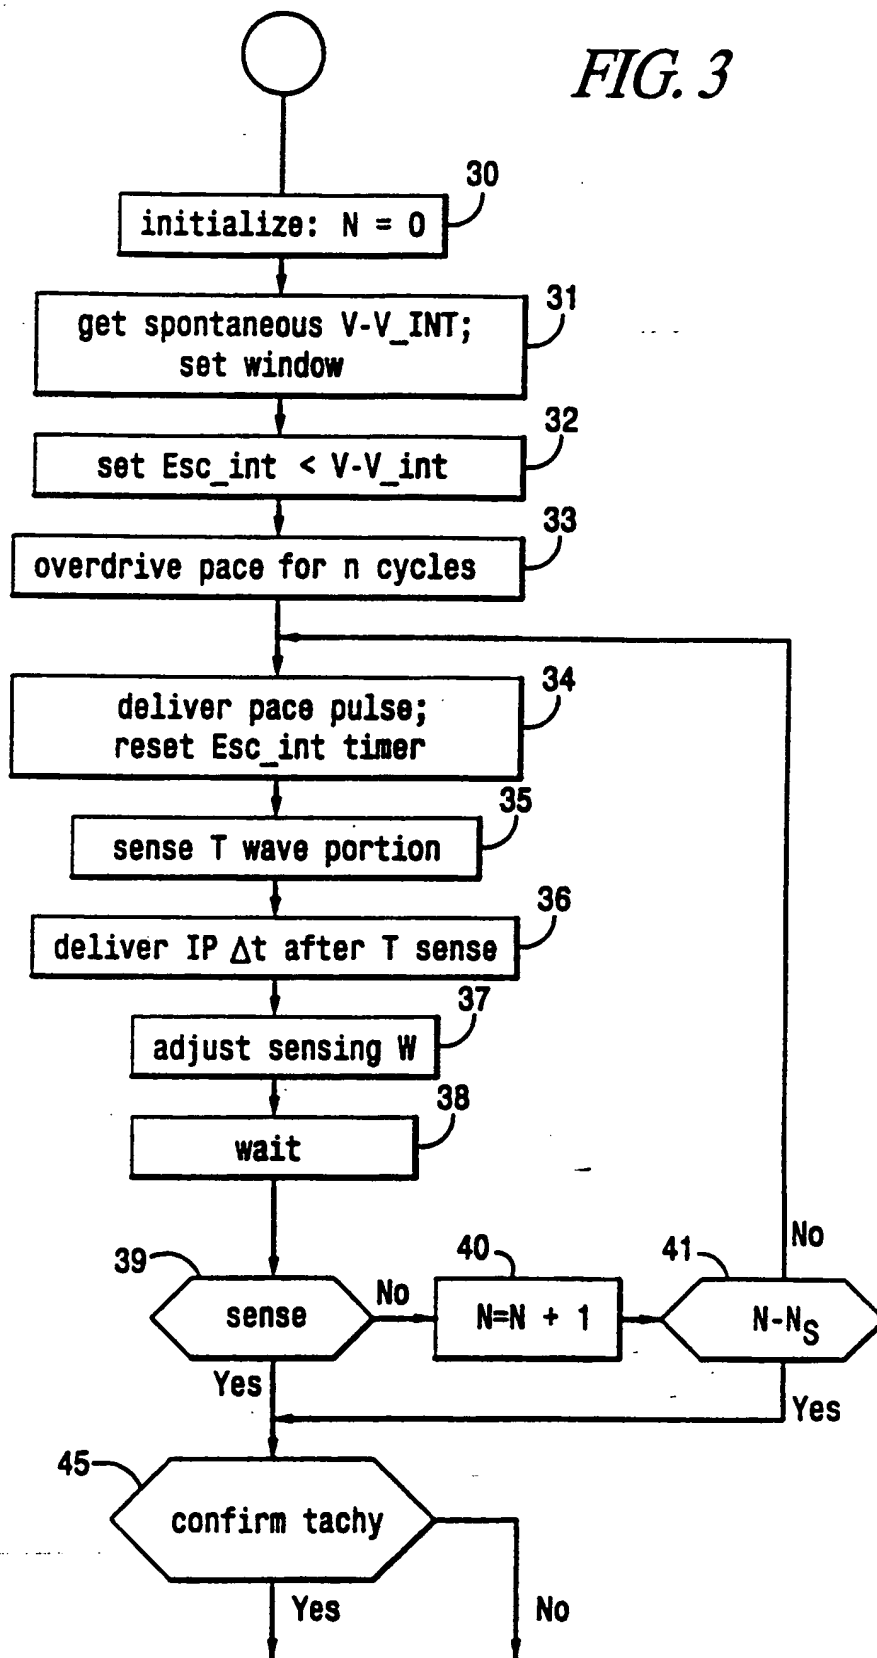 FIG. 3
30
initialize: N = 0
31
get spontaneous V-V_INT;
set window
32
set Esc_int < V-V_int
33
overdrive pace for n cycles
34
deliver pace pulse;
reset Esc_int timer
35
sense T wave portion
36
deliver IP Δt after T sense
37
adjust sensing W
38
wait
39
sense
No
40
N=N + 1
41
N-NS
No
Yes
Yes
45
confirm tachy
Yes
No